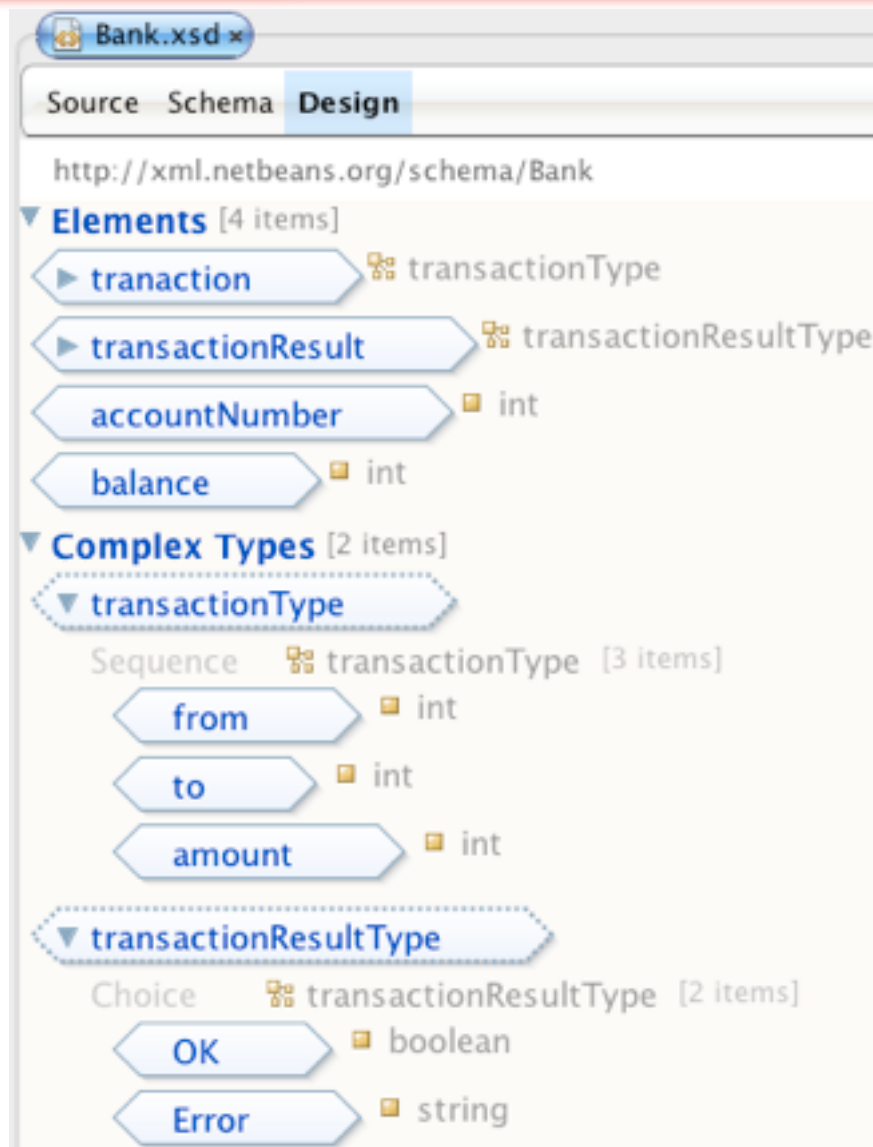 Bank.xsd
Source Schema Design
http://xml.netbeans.org/schema/Bank
Elements [4 items]
tranaction transactionType
transactionResult transactionResultType
accountNumber int
balance int
Complex Types [2 items]
transactionType
Sequence transactionType [3 items]
from int
to int
amount int
transactionResultType
Choice transactionResultType [2 items]
OK boolean
Error string